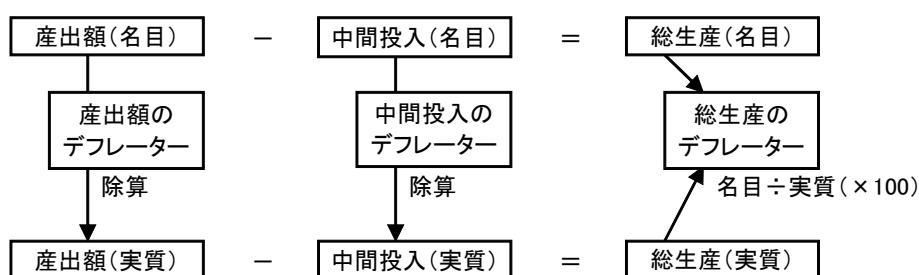 産出額(名目) － 中間投入(名目) ＝ 総生産(名目)
産出額の
デフレーター
中間投入の
デフレーター
総生産の
デフレーター
除算
除算
名目÷実質(×100)
産出額(実質) － 中間投入(実質) ＝ 総生産(実質)